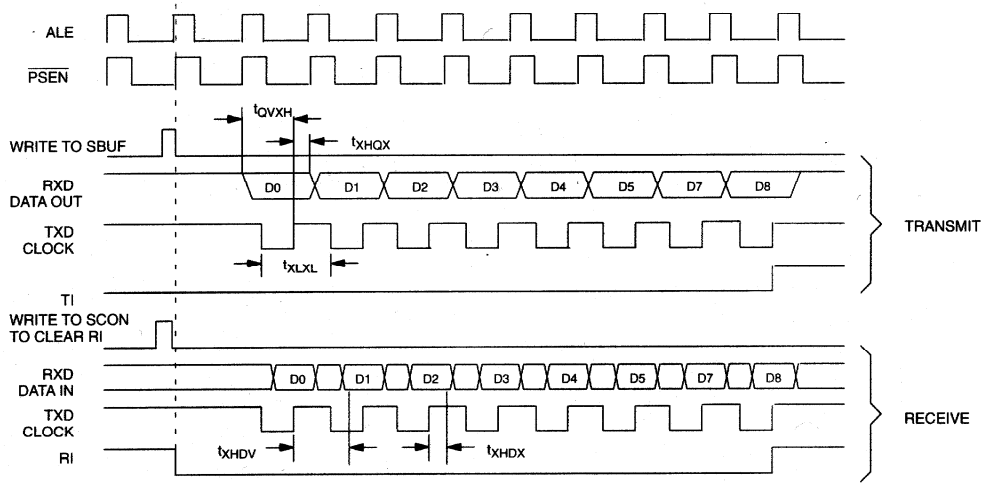 ALE
PSEN
tQVXH
tXHQX
WRITE TO SBUF
RXD
DATA OUT
D0 D1 D2 D3 D4 D5 D7 D8
TXD
CLOCK
TRANSMIT
tXLXL
TI
WRITE TO SCON
TO CLEAR RI
RXD
DATA IN
D0 D1 D2 D3 D4 D5 D7 D8
TXD
CLOCK
RECEIVE
tXHDV
tXHDX
RI